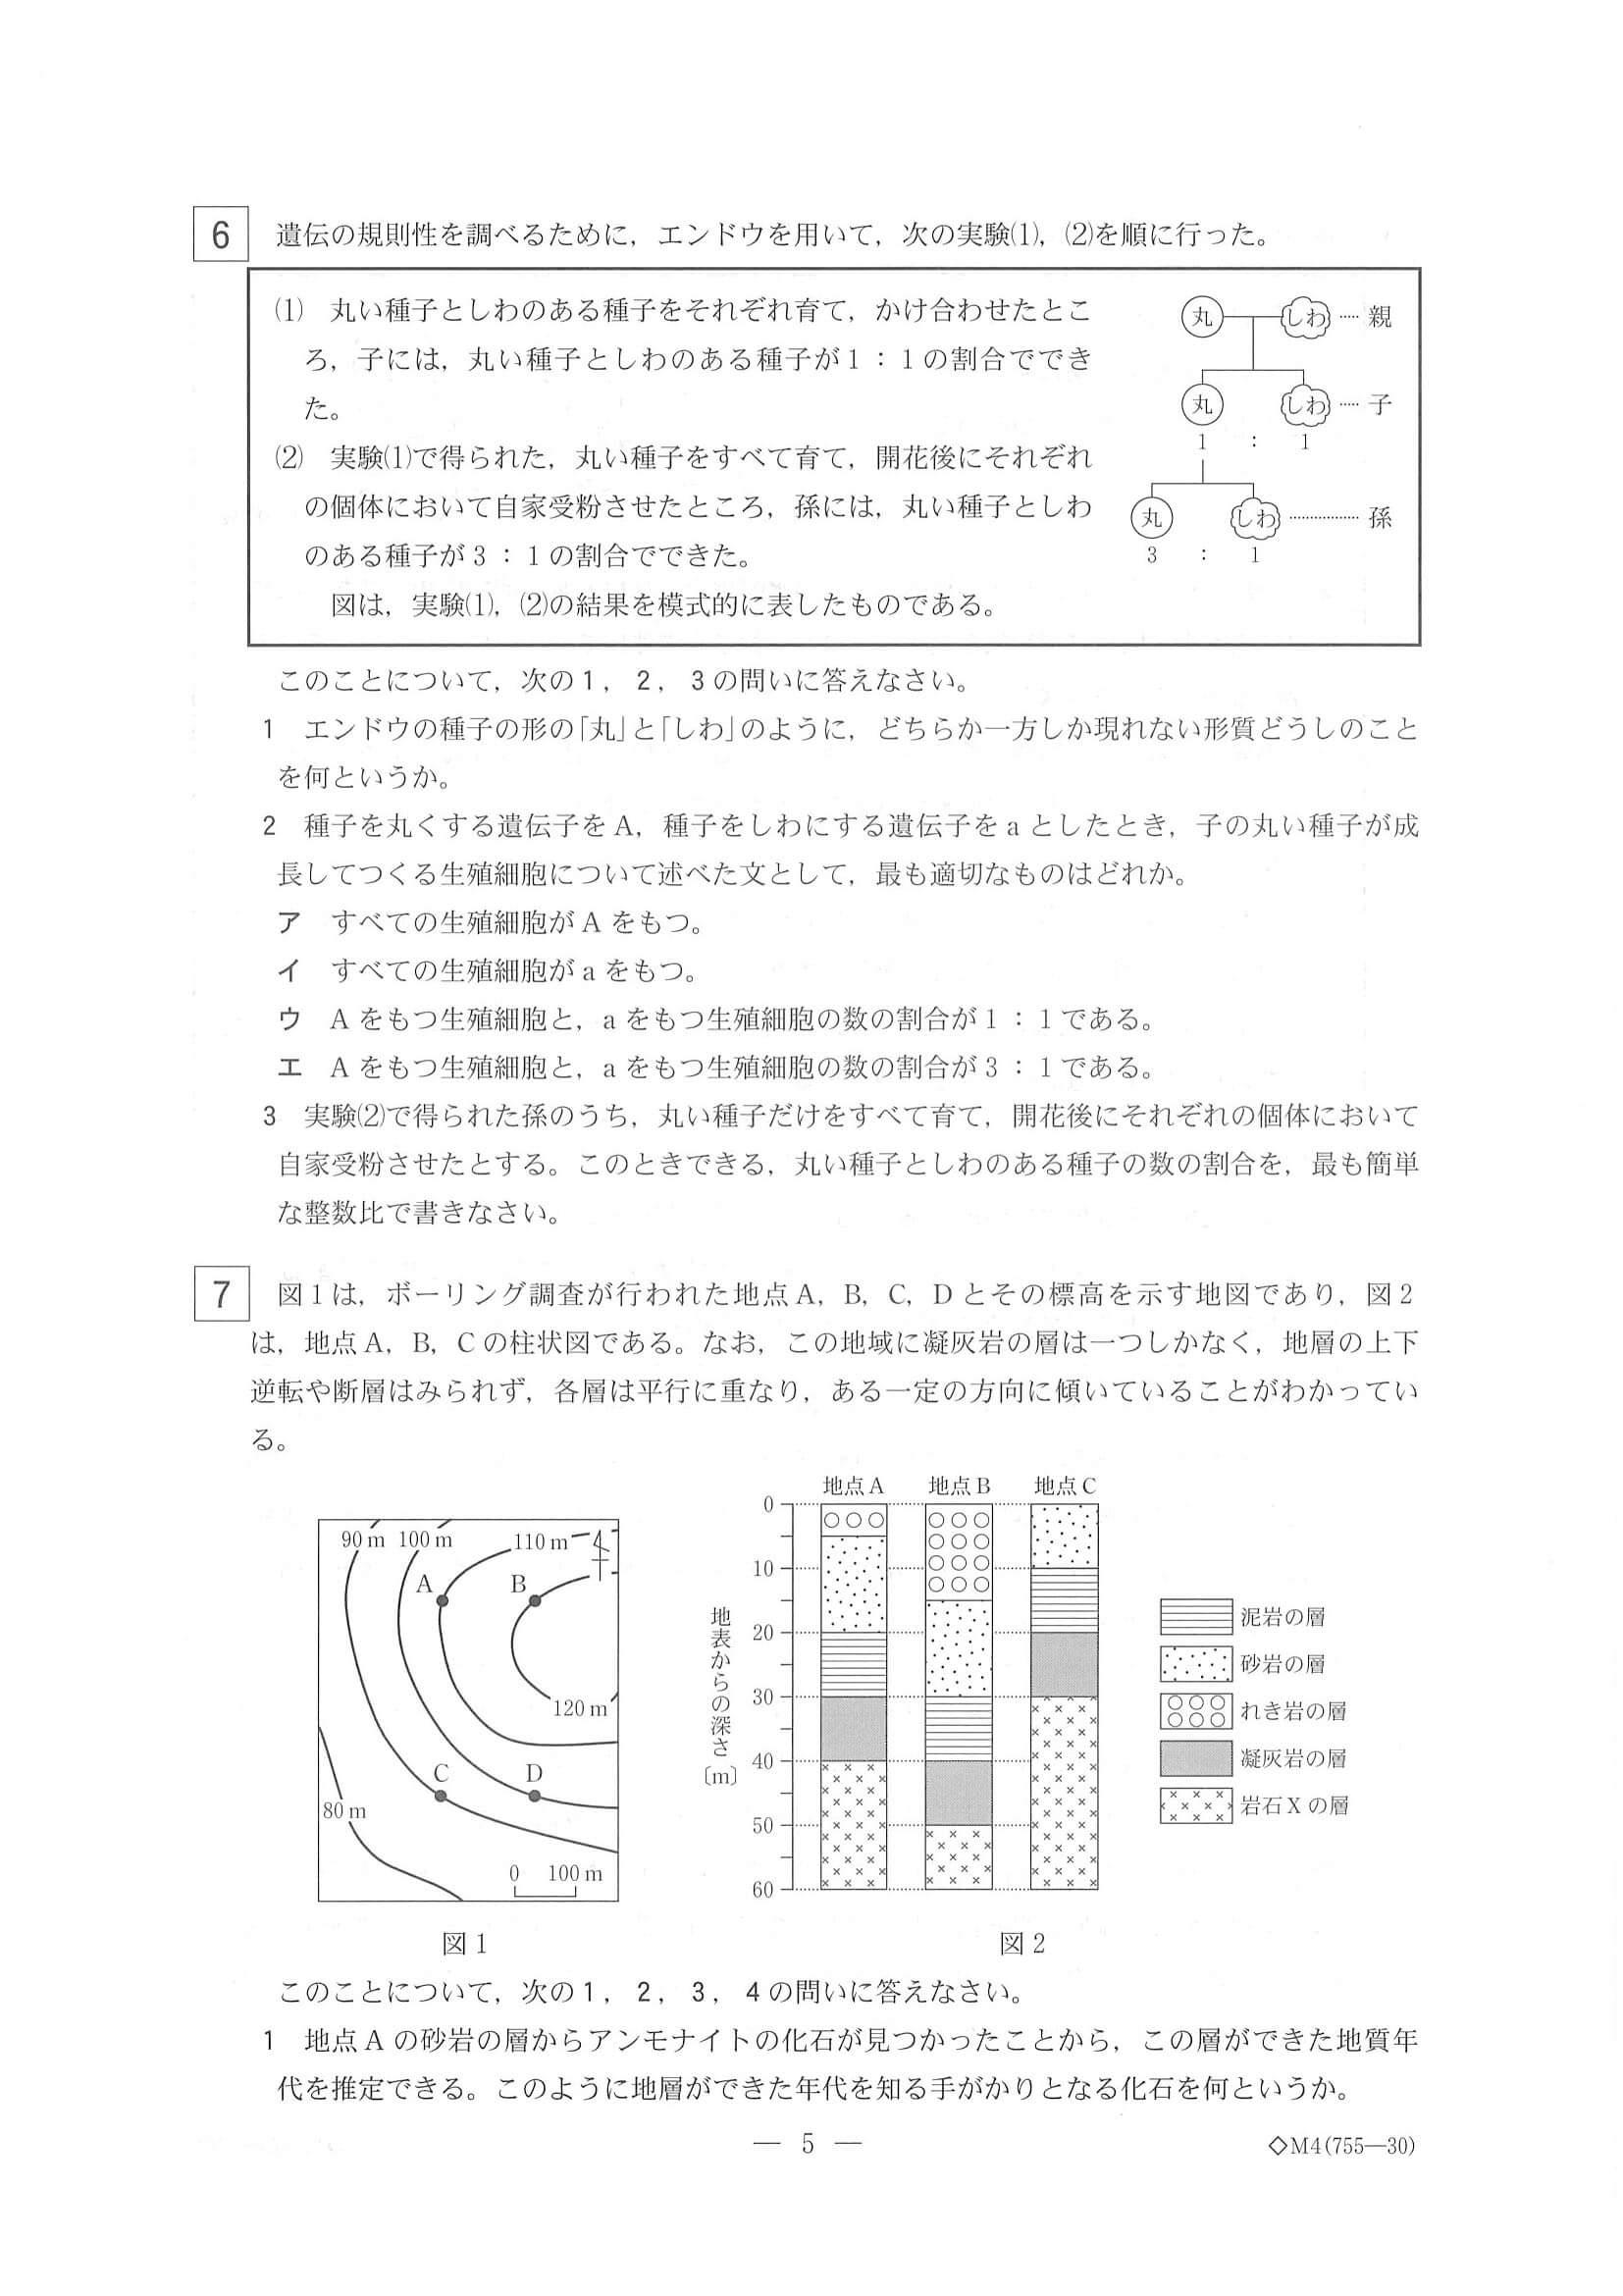 6 遺伝の規則性を調べるために，エンドウを用いて，次の実験⑴，⑵を順に行った。
⑴ 丸い種子としわのある種子をそれぞれ育て，かけ合わせたとこ
ろ，子には，丸い種子としわのある種子が1：1の割合ででき
た。
⑵ 実験⑴で得られた，丸い種子をすべて育て，開花後にそれぞれ
の個体において自家受粉させたところ，孫には，丸い種子としわ
のある種子が3：1の割合でできた。
図は，実験⑴，⑵の結果を模式的に表したものである。
丸 しわ 親
丸 しわ 子
1 : 1
丸 しわ 孫
3 : 1
このことについて，次の1，2，3の問いに答えなさい。
1 エンドウの種子の形の「丸」と「しわ」のように，どちらか一方しか現れない形質どうしのこと
を何というか。
2 種子を丸くする遺伝子をA，種子をしわにする遺伝子をaとしたとき，子の丸い種子が成
長してつくる生殖細胞について述べた文として，最も適切なものはどれか。
ア すべての生殖細胞がAをもつ。
イ すべての生殖細胞がaをもつ。
ウ Aをもつ生殖細胞と，aをもつ生殖細胞の数の割合が1：1である。
エ Aをもつ生殖細胞と，aをもつ生殖細胞の数の割合が3：1である。
3 実験⑵で得られた孫のうち，丸い種子だけをすべて育て，開花後にそれぞれの個体において
自家受粉させたとする。このときできる，丸い種子としわのある種子の数の割合を，最も簡単
な整数比で書きなさい。
7 図1は，ボーリング調査が行われた地点A，B，C，Dとその標高を示す地図であり，図2
は，地点A，B，Cの柱状図である。なお，この地域に凝灰岩の層は一つしかなく，地層の上下
逆転や断層はみられず，各層は平行に重なり，ある一定の方向に傾いていることがわかってい
る。
90 m 100 m 110 m
A B
120 m
C D
80 m
0 100 m
図1
地点A 地点B 地点C
地表からの深さ〔m〕
0
10
20
30
40
50
60
泥岩の層
砂岩の層
れき岩の層
凝灰岩の層
岩石Xの層
図2
このことについて，次の1，2，3，4の問いに答えなさい。
1 地点Aの砂岩の層からアンモナイトの化石が見つかったことから，この層ができた地質年
代を推定できる。このように地層ができた年代を知る手がかりとなる化石を何というか。
― 5 ―
◇M4(755―30)